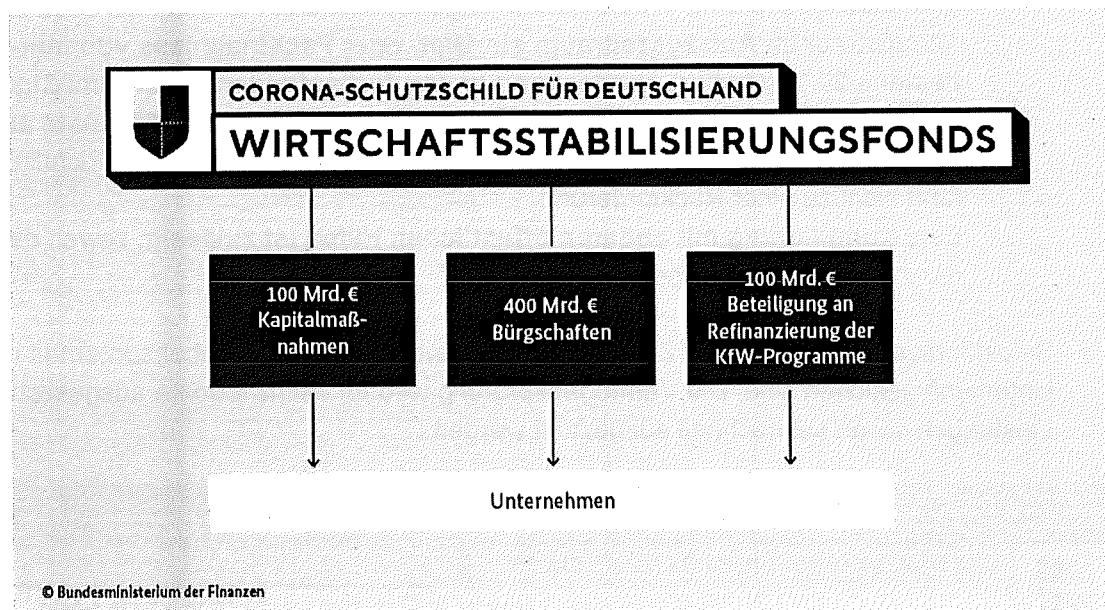 CORONA-SCHUTZSCHILD FÜR DEUTSCHLAND
WIRTSCHAFTSSTABILISIERUNGSFONDS
100 Mrd. €
Kapitalmaß-
nahmen
400 Mrd. €
Bürgschaften
100 Mrd. €
Beteiligung an
Refinanzierung der
KfW-Programme
Unternehmen
© Bundesministerium der Finanzen